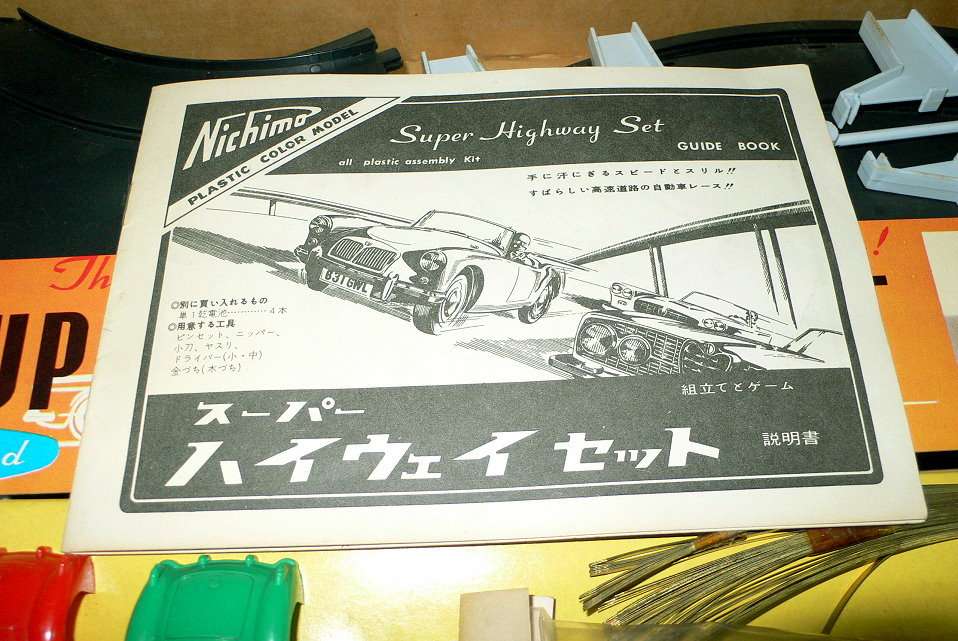 Nichimo
PLASTIC COLOR MODEL
Super Highway Set
all plastic assembly Kit
GUIDE BOOK
手に汗にぎるスピードとスリル!!
すばらしい高速道路の自動車レース!!
831GWL
◎別に買い入れるもの
単1乾電池…………4本
◎用意する工具
ピンセット、ニッパー、
小刀、ヤスリ、
ドライバー(小・中)
金づち(木づち)
組立てとゲーム
スーパー
ハイウェイ セット
説明書
Th
!
UP
d